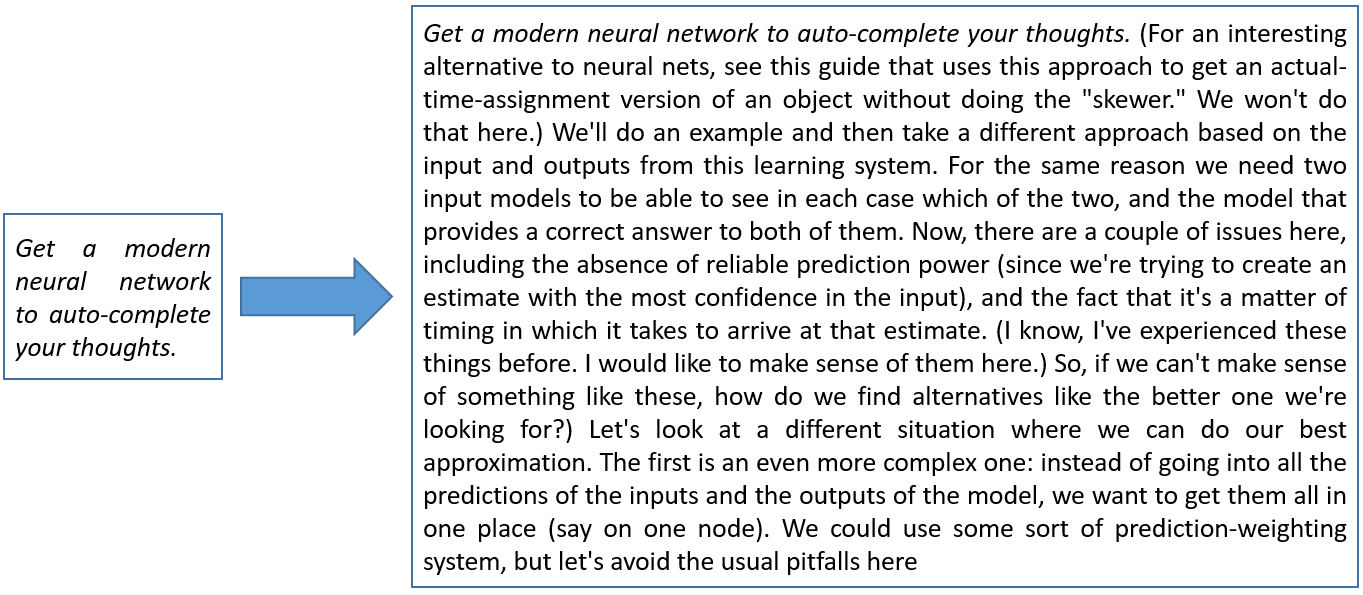 Get a modern
neural network
to auto-complete
your thoughts.
Get a modern neural network to auto-complete your thoughts. (For an interesting
alternative to neural nets, see this guide that uses this approach to get an actual-
time-assignment version of an object without doing the "skewer." We won't do
that here.) We'll do an example and then take a different approach based on the
input and outputs from this learning system. For the same reason we need two
input models to be able to see in each case which of the two, and the model that
provides a correct answer to both of them. Now, there are a couple of issues here,
including the absence of reliable prediction power (since we're trying to create an
estimate with the most confidence in the input), and the fact that it's a matter of
timing in which it takes to arrive at that estimate. (I know, I've experienced these
things before. I would like to make sense of them here.) So, if we can't make sense
of something like these, how do we find alternatives like the better one we're
looking for?) Let's look at a different situation where we can do our best
approximation. The first is an even more complex one: instead of going into all the
predictions of the inputs and the outputs of the model, we want to get them all in
one place (say on one node). We could use some sort of prediction-weighting
system, but let's avoid the usual pitfalls here